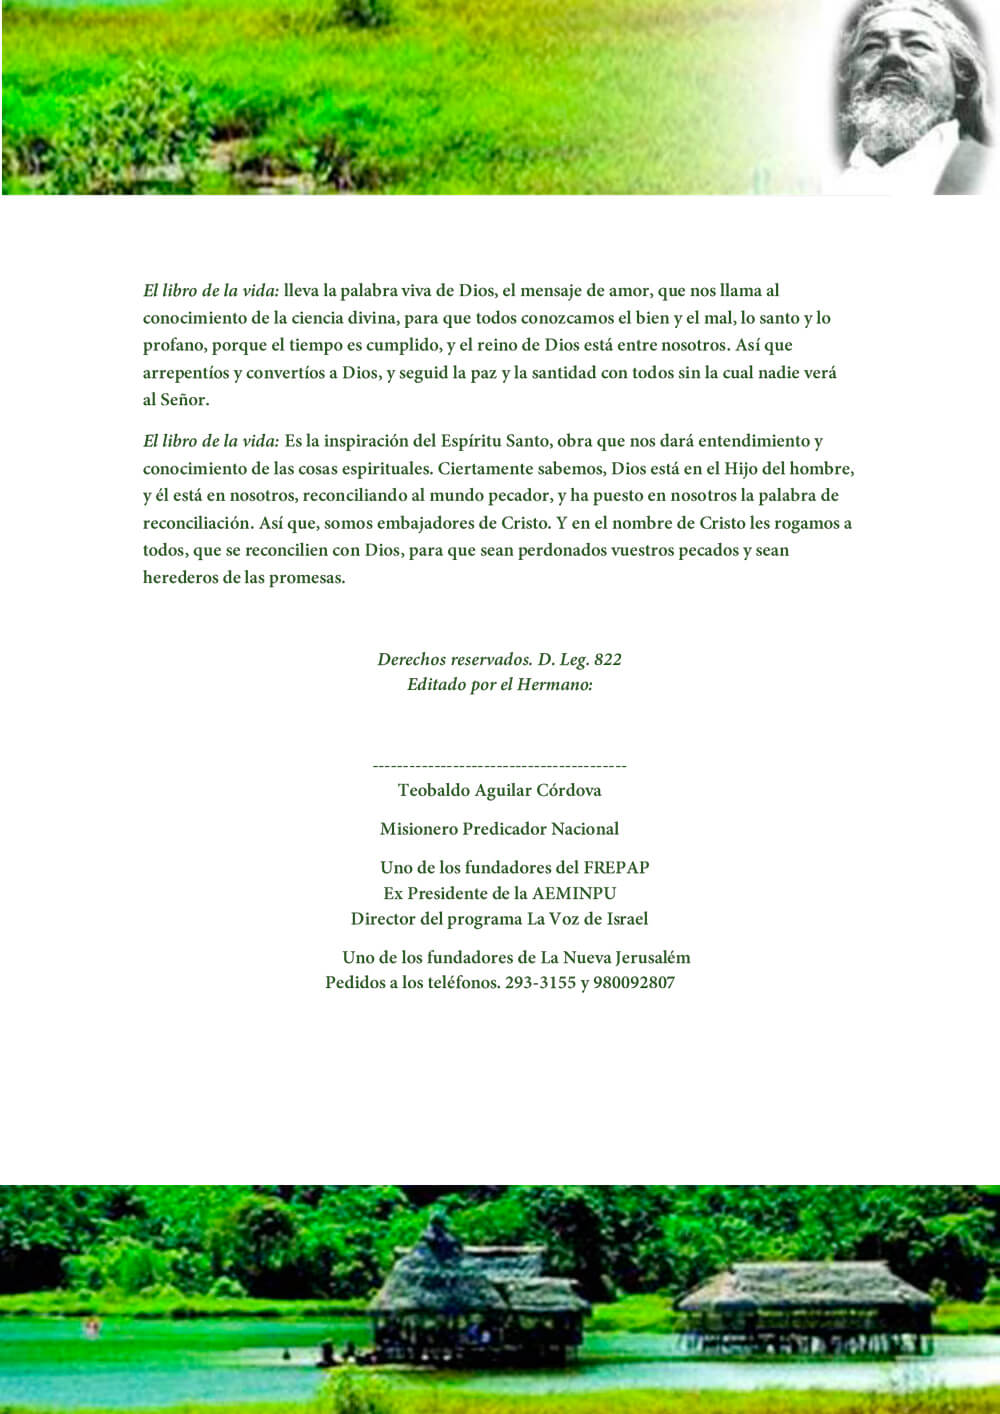 El libro de la vida: lleva la palabra viva de Dios, el mensaje de amor, que nos llama al
conocimiento de la ciencia divina, para que todos conozcamos el bien y el mal, lo santo y lo
profano, porque el tiempo es cumplido, y el reino de Dios está entre nosotros. Así que
arrepentíos y convertíos a Dios, y seguid la paz y la santidad con todos sin la cual nadie verá
al Señor.
El libro de la vida: Es la inspiración del Espíritu Santo, obra que nos dará entendimiento y
conocimiento de las cosas espirituales. Ciertamente sabemos, Dios está en el Hijo del hombre,
y él está en nosotros, reconciliando al mundo pecador, y ha puesto en nosotros la palabra de
reconciliación. Así que, somos embajadores de Cristo. Y en el nombre de Cristo les rogamos a
todos, que se reconcilien con Dios, para que sean perdonados vuestros pecados y sean
herederos de las promesas.
Derechos reservados. D. Leg. 822
Editado por el Hermano:
-----------------------------------------
Teobaldo Aguilar Córdova
Misionero Predicador Nacional
Uno de los fundadores del FREPAP
Ex Presidente de la AEMINPU
Director del programa La Voz de Israel
Uno de los fundadores de La Nueva Jerusalém
Pedidos a los teléfonos. 293-3155 y 980092807